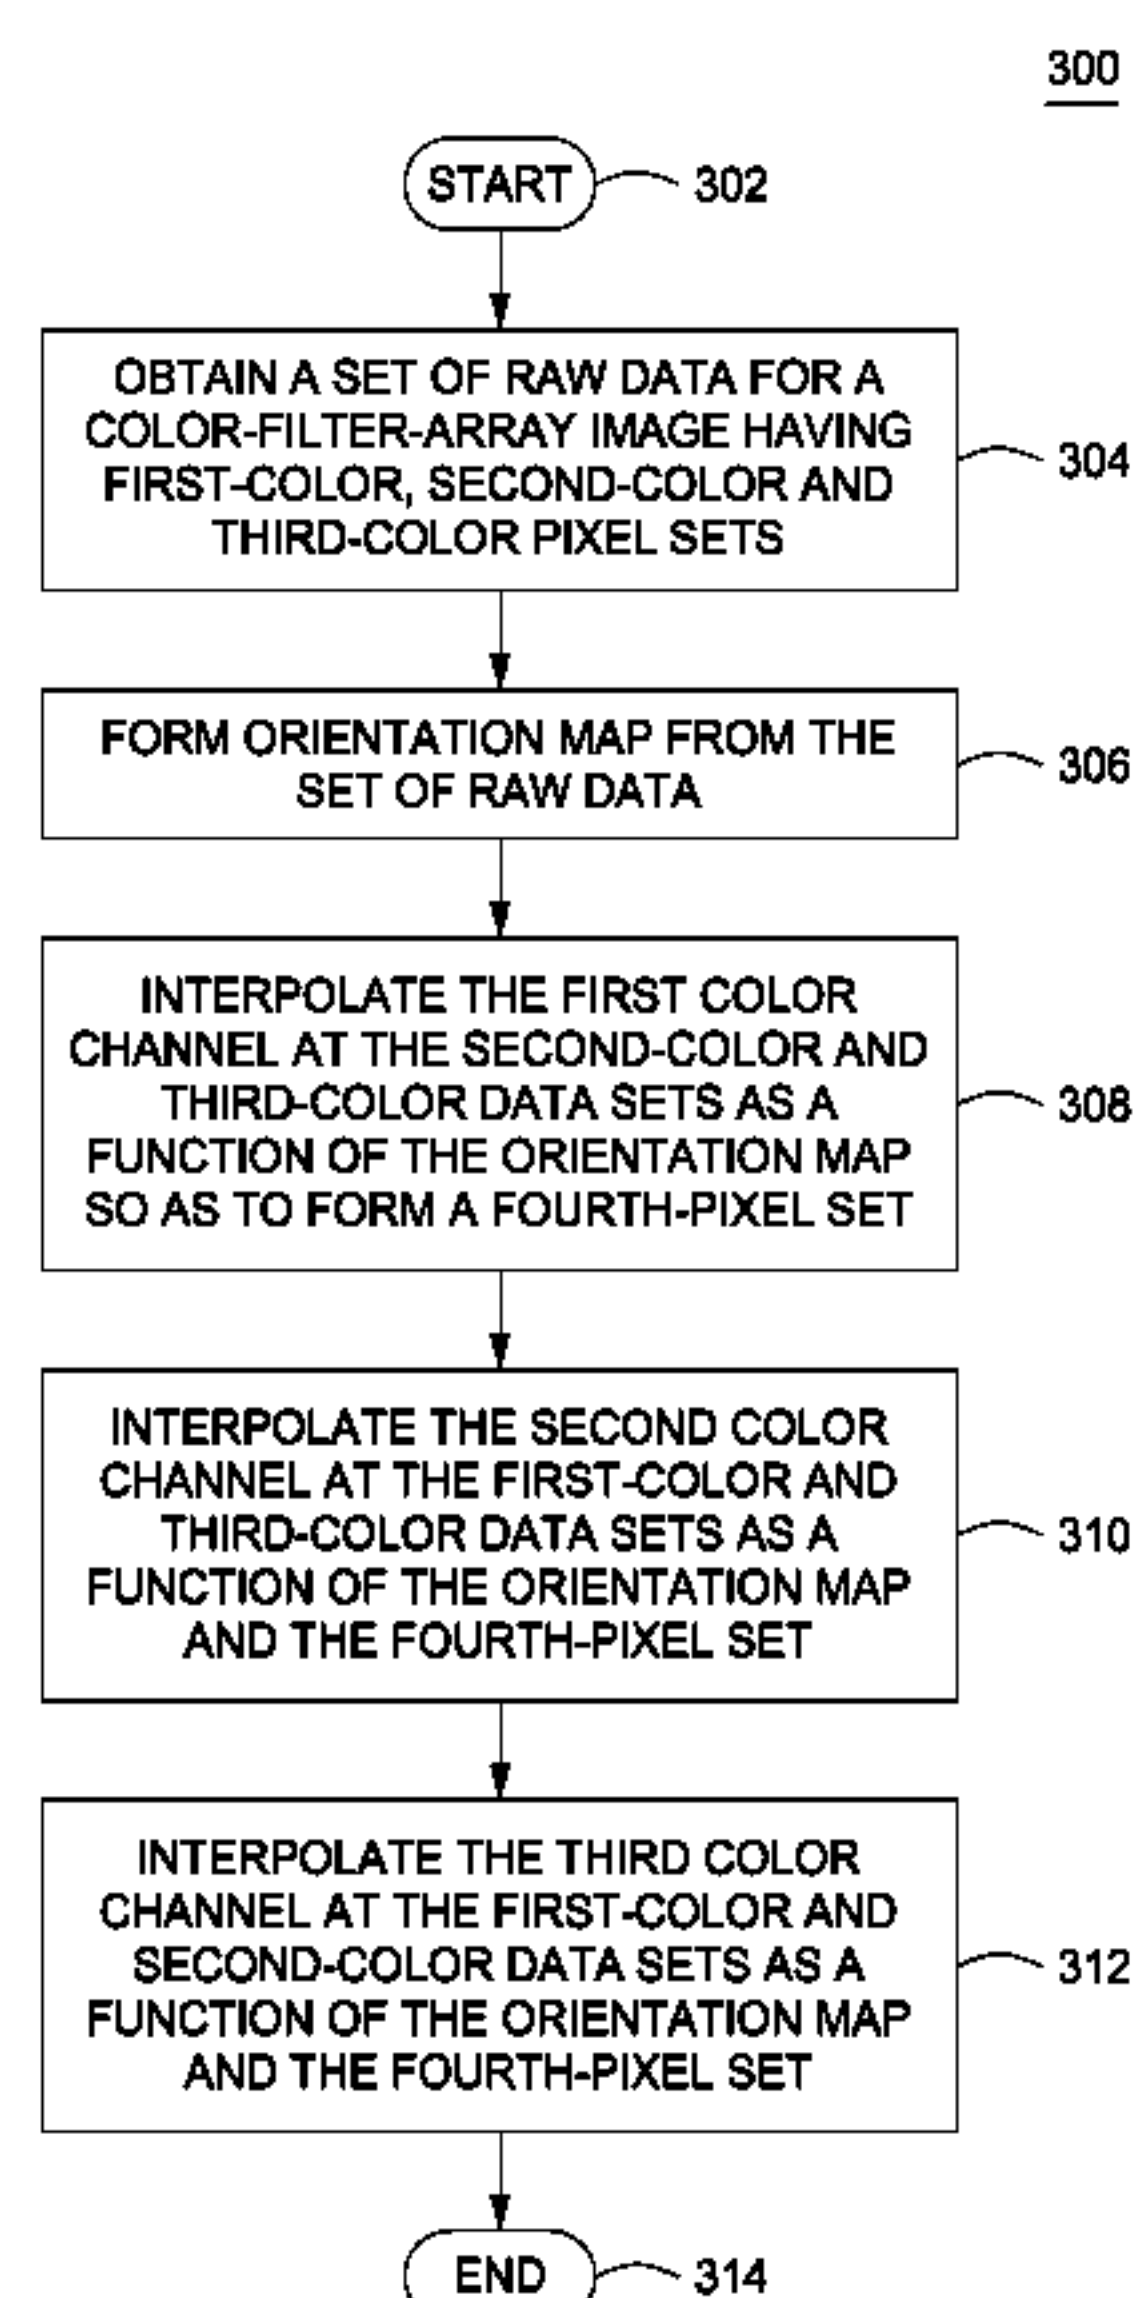 300
START
302
OBTAIN A SET OF RAW DATA FOR A
COLOR-FILTER-ARRAY IMAGE HAVING
FIRST-COLOR, SECOND-COLOR AND
THIRD-COLOR PIXEL SETS
304
FORM ORIENTATION MAP FROM THE
SET OF RAW DATA
306
INTERPOLATE THE FIRST COLOR
CHANNEL AT THE SECOND-COLOR AND
THIRD-COLOR DATA SETS AS A
FUNCTION OF THE ORIENTATION MAP
SO AS TO FORM A FOURTH-PIXEL SET
308
INTERPOLATE THE SECOND COLOR
CHANNEL AT THE FIRST-COLOR AND
THIRD-COLOR DATA SETS AS A
FUNCTION OF THE ORIENTATION MAP
AND THE FOURTH-PIXEL SET
310
INTERPOLATE THE THIRD COLOR
CHANNEL AT THE FIRST-COLOR AND
SECOND-COLOR DATA SETS AS A
FUNCTION OF THE ORIENTATION MAP
AND THE FOURTH-PIXEL SET
312
END
314